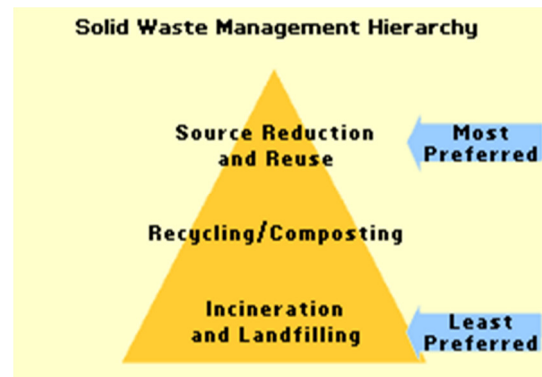 Solid Waste Management Hierarchy
Source Reduction
and Reuse
Most
Preferred
Recycling/Composting
Incineration
and Landfilling
Least
Preferred